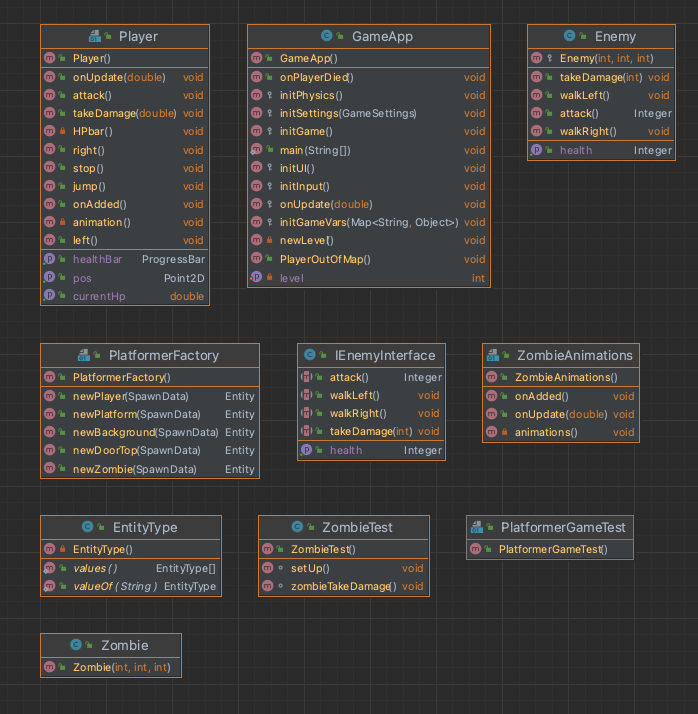 Player
Player()
onUpdate(double) void
attack() void
takeDamage(double) void
HPbar() void
right() void
stop() void
jump() void
onAdded() void
animation() void
left() void
healthBar ProgressBar
pos Point2D
currentHp double
GameApp
GameApp()
onPlayerDied() void
initPhysics() void
initSettings(GameSettings) void
initGame() void
main(String[]) void
initUI() void
initInput() void
onUpdate(double) void
initGameVars(Map<String, Object>) void
newLevel() void
PlayerOutOfMap() void
level int
Enemy
Enemy(int, int, int)
takeDamage(int) void
walkLeft() void
attack() Integer
walkRight() void
health Integer
PlatformerFactory
PlatformerFactory()
newPlayer(SpawnData) Entity
newPlatform(SpawnData) Entity
newBackground(SpawnData) Entity
newDoorTop(SpawnData) Entity
newZombie(SpawnData) Entity
IEnemyInterface
attack() Integer
walkLeft() void
walkRight() void
takeDamage(int) void
health Integer
ZombieAnimations
ZombieAnimations()
onAdded() void
onUpdate(double) void
animations() void
EntityType
EntityType()
values() EntityType[]
valueOf(String) EntityType
ZombieTest
ZombieTest()
setUp() void
zombieTakeDamage() void
PlatformerGameTest
PlatformerGameTest()
Zombie
Zombie(int, int, int)